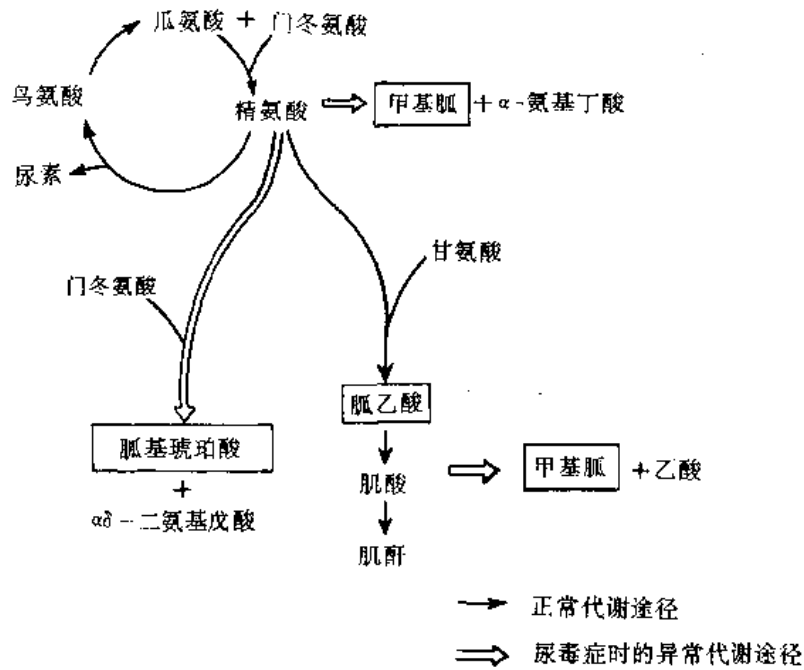 瓜氨酸 + 门冬氨酸
鸟氨酸
精氨酸
甲基胍 + α-氨基丁酸
尿素
甘氨酸
门冬氨酸
胍乙酸
胍基琥珀酸
+
αδ-二氨基戊酸
肌酸
甲基胍 +乙酸
肌酐
正常代谢途径
尿毒症时的异常代谢途径